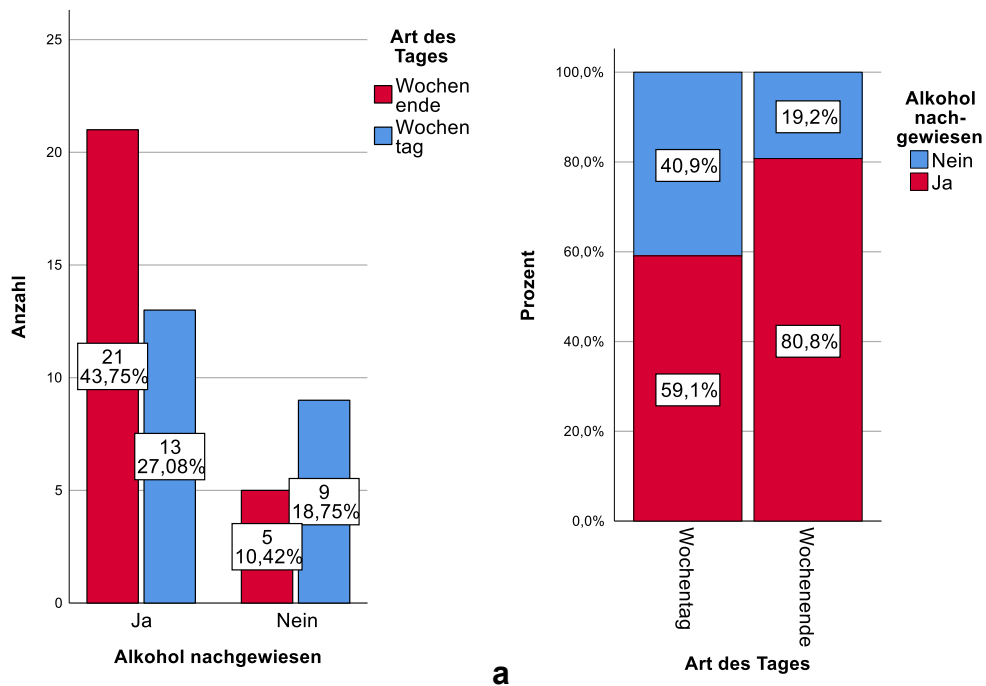 25
20
15
10
5
0
Anzahl
21
43,75%
13
27,08%
5
10,42%
9
18,75%
Ja
Nein
Alkohol nachgewiesen
Art des
Tages
Wochen
ende
Wochen
tag
a
100,0%
80,0%
60,0%
40,0%
20,0%
0,0%
Prozent
40,9%
59,1%
19,2%
80,8%
Wochentag
Wochenende
Art des Tages
Alkohol
nach-
gewiesen
Nein
Ja